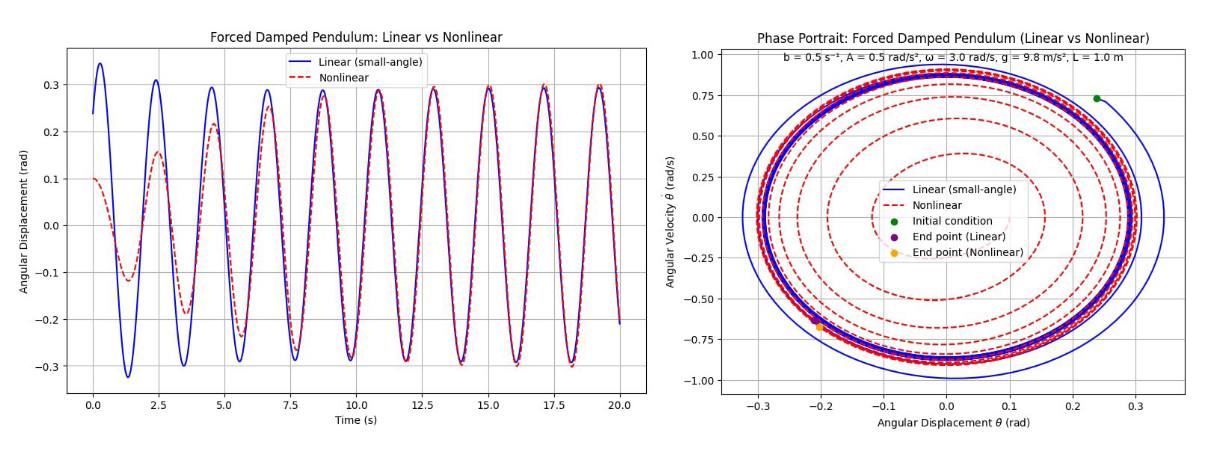 Forced Damped Pendulum: Linear vs Nonlinear
Linear (small-angle)
Nonlinear
Angular Displacement (rad)
0.3
0.2
0.1
0.0
−0.1
−0.2
−0.3
0.0 2.5 5.0 7.5 10.0 12.5 15.0 17.5 20.0
Time (s)
Phase Portrait: Forced Damped Pendulum (Linear vs Nonlinear)
b = 0.5 s⁻¹, A = 0.5 rad/s², ω = 3.0 rad/s, g = 9.8 m/s², L = 1.0 m
Angular Velocity θ̇ (rad/s)
1.00
0.75
0.50
0.25
0.00
−0.25
−0.50
−0.75
−1.00
Linear (small-angle)
Nonlinear
Initial condition
End point (Linear)
End point (Nonlinear)
−0.3 −0.2 −0.1 0.0 0.1 0.2 0.3
Angular Displacement θ (rad)